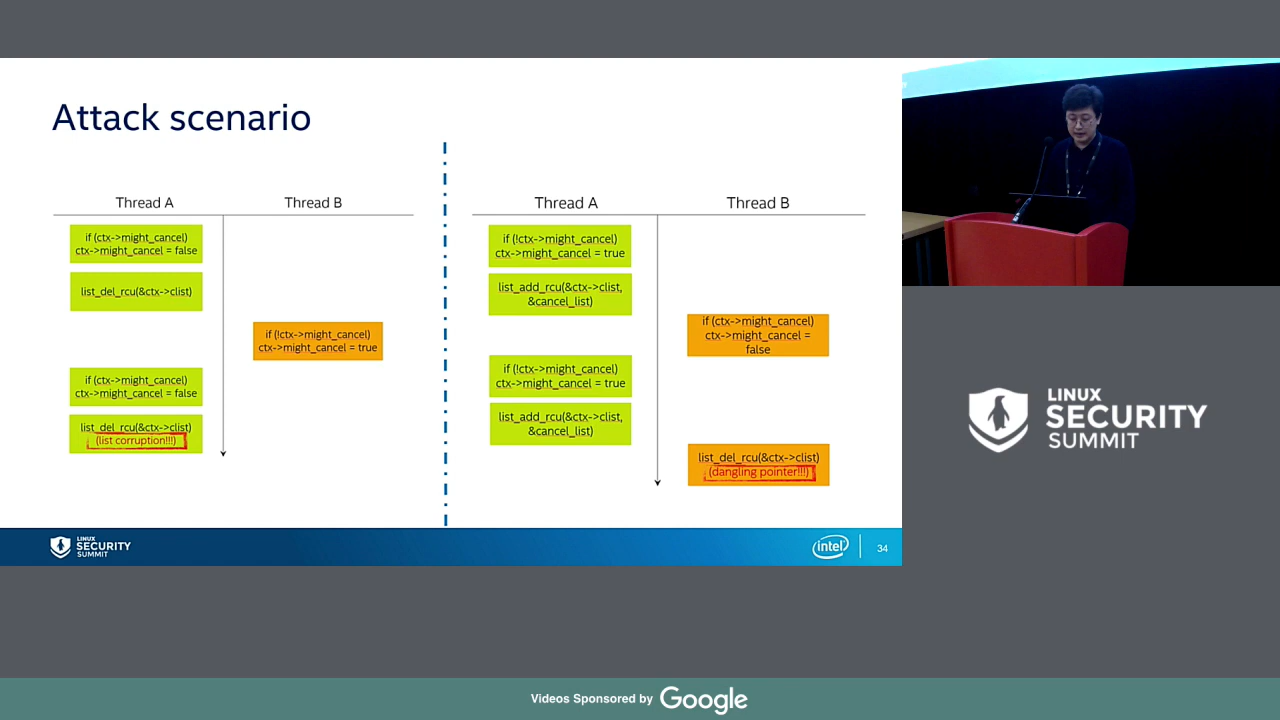 Attack scenario
Thread A
Thread B
if (ctx->might_cancel)
ctx->might_cancel = false
list_del_rcu(&ctx->clist)
if (!ctx->might_cancel)
ctx->might_cancel = true
if (ctx->might_cancel)
ctx->might_cancel = false
list_del_rcu(&ctx->clist)
(list corruption!!!)
Thread A
Thread B
if (!ctx->might_cancel)
ctx->might_cancel = true
list_add_rcu(&ctx->clist,
&cancel_list)
if (ctx->might_cancel)
ctx->might_cancel =
false
if (!ctx->might_cancel)
ctx->might_cancel = true
list_add_rcu(&ctx->clist,
&cancel_list)
list_del_rcu(&ctx->clist)
(dangling pointer!!!)
LINUX
SECURITY
SUMMIT
intel
34
LINUX
SECURITY
SUMMIT
Videos Sponsored by Google